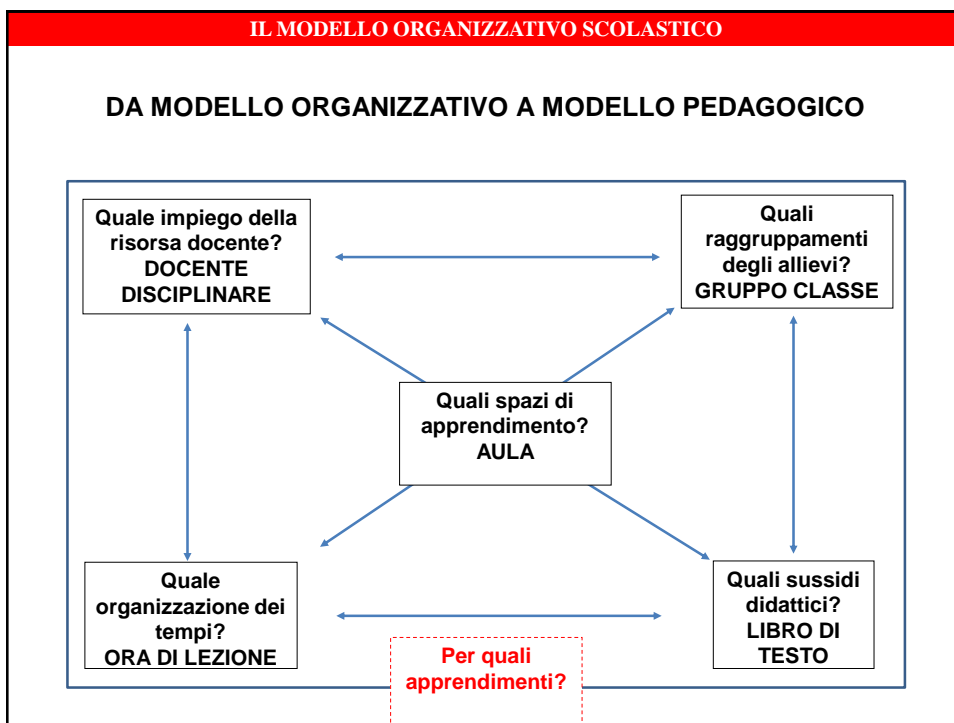 IL MODELLO ORGANIZZATIVO SCOLASTICO
DA MODELLO ORGANIZZATIVO A MODELLO PEDAGOGICO
Quale impiego della
risorsa docente?
DOCENTE
DISCIPLINARE
Quali
raggruppamenti
degli allievi?
GRUPPO CLASSE
Quali spazi di
apprendimento?
AULA
Quale
organizzazione dei
tempi?
ORA DI LEZIONE
Quali sussidi
didattici?
LIBRO DI
TESTO
Per quali
apprendimenti?